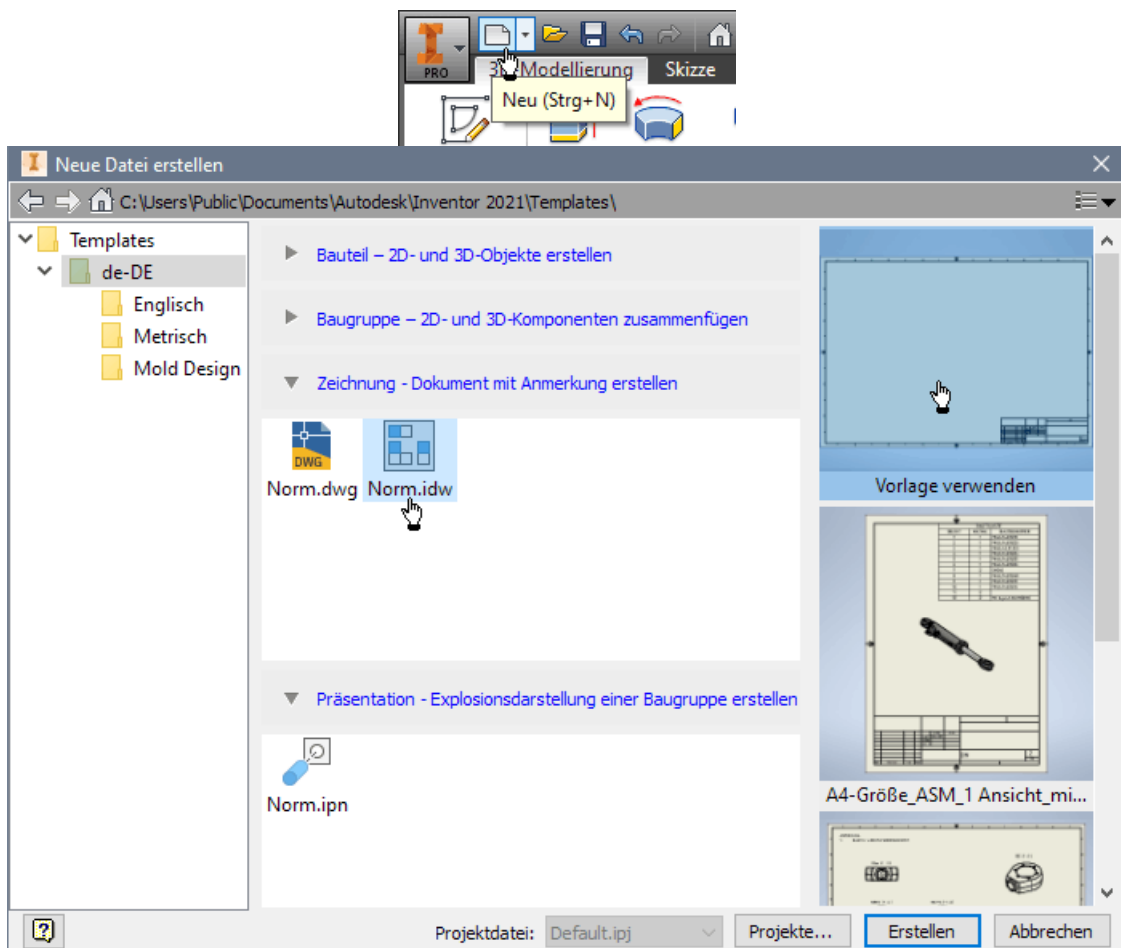 PRO
3D-Modellierung Skizze
Neu (Strg+N)
Neue Datei erstellen
C:\Users\Public\Documents\Autodesk\Inventor 2021\Templates\
Templates
de-DE
Englisch
Metrisch
Mold Design
Bauteil – 2D- und 3D-Objekte erstellen
Baugruppe – 2D- und 3D-Komponenten zusammenfügen
Zeichnung - Dokument mit Anmerkung erstellen
DWG
Norm.dwg Norm.idw
Präsentation - Explosionsdarstellung einer Baugruppe erstellen
Norm.ipn
Vorlage verwenden
A4-Größe_ASM_1 Ansicht_mi...
Projektdatei: Default.ipj Projekte... Erstellen Abbrechen